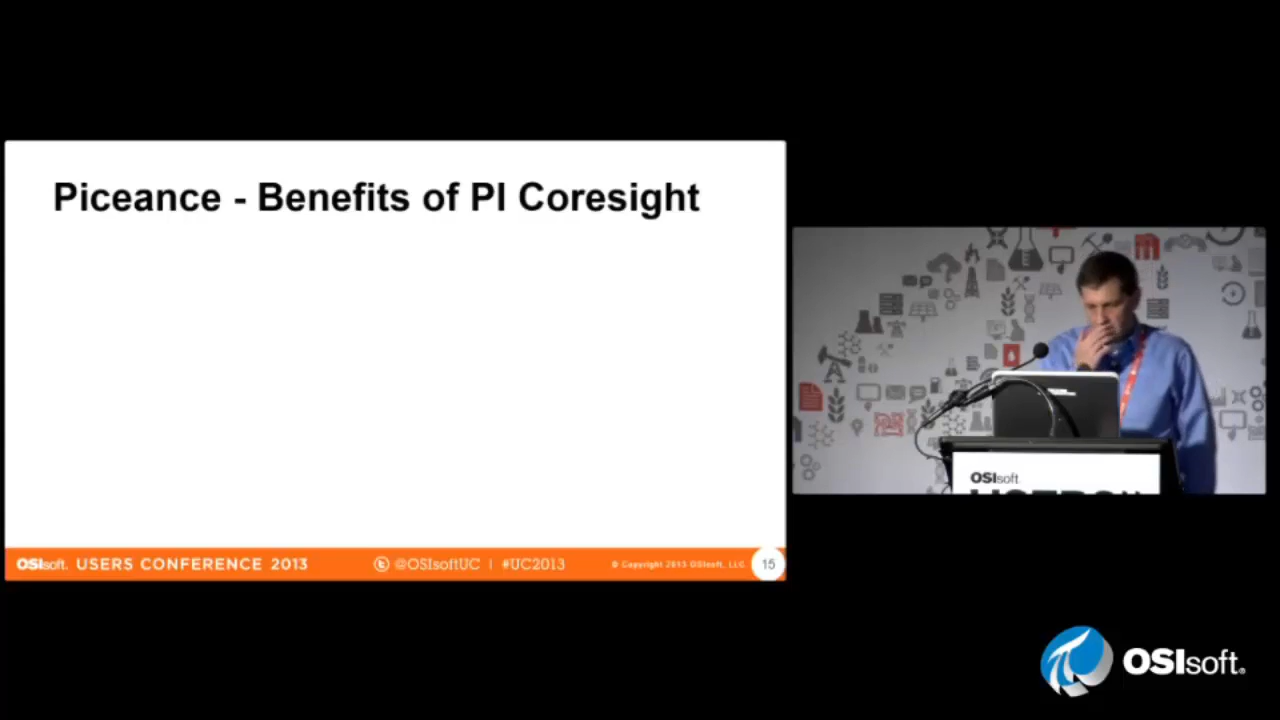 Piceance - Benefits of PI Coresight
OSIsoft. USERS CONFERENCE 2013
@OSIsoftUC | #UC2013
© Copyright 2013 OSIsoft, LLC.
15
OSIsoft
OSIsoft.